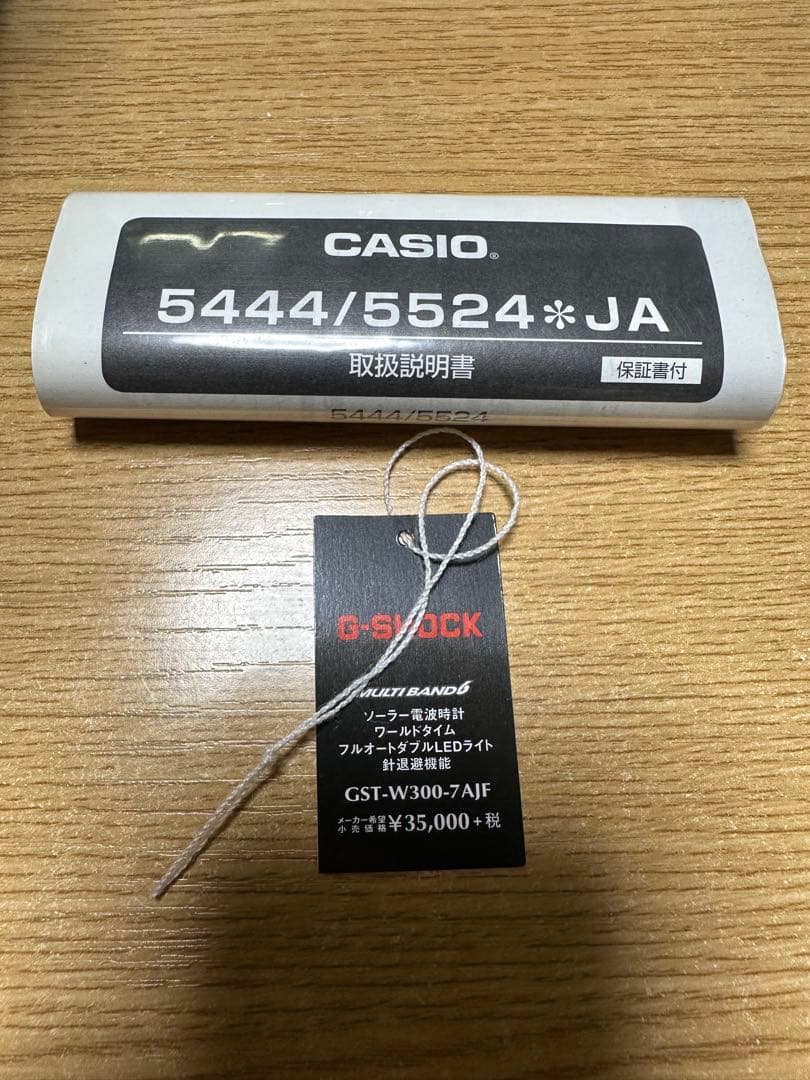 CASIO®
5444/5524＊JA
取扱説明書
保証書付
5444/5524
G-SHOCK
MULTI BAND 6
ソーラー電波時計
ワールドタイム
フルオートダブルLEDライト
針退避機能
GST-W300-7AJF
メーカー希望小売価格 ¥35,000+税